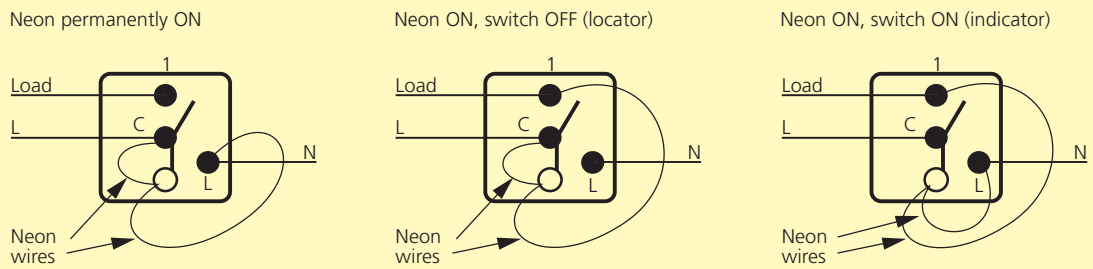 Neon permanently ON
1
Load
L
C
N
L
Neon
wires
Neon ON, switch OFF (locator)
1
Load
L
C
N
L
Neon
wires
Neon ON, switch ON (indicator)
1
Load
L
C
N
L
Neon
wires